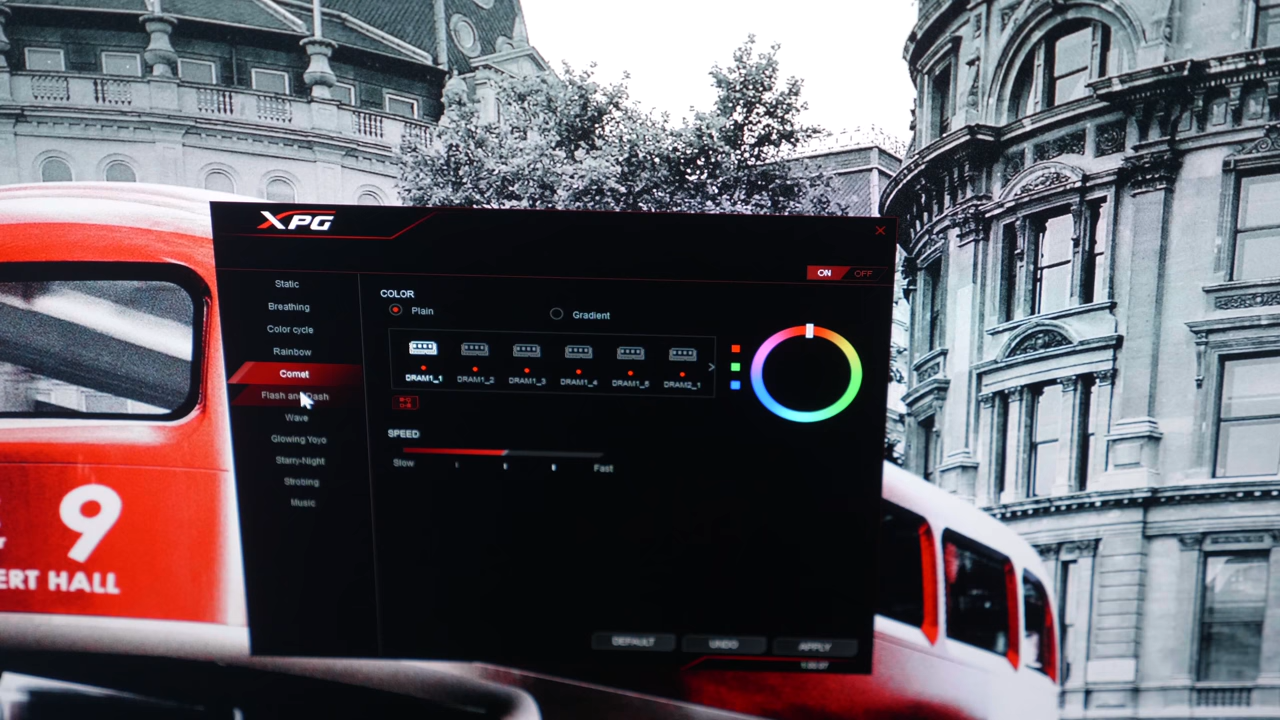 XPG
ON OFF
Static
Breathing
Color cycle
Rainbow
Comet
Flash and Dash
Wave
Glowing Yoyo
Starry-Night
Strobing
Music
COLOR
Plain
Gradient
DRAM1_1 DRAM1_2 DRAM1_3 DRAM1_4 DRAM1_5 DRAM2_1
SPEED
Slow
Fast
DEFAULT UNDO APPLY
9
ERT HALL